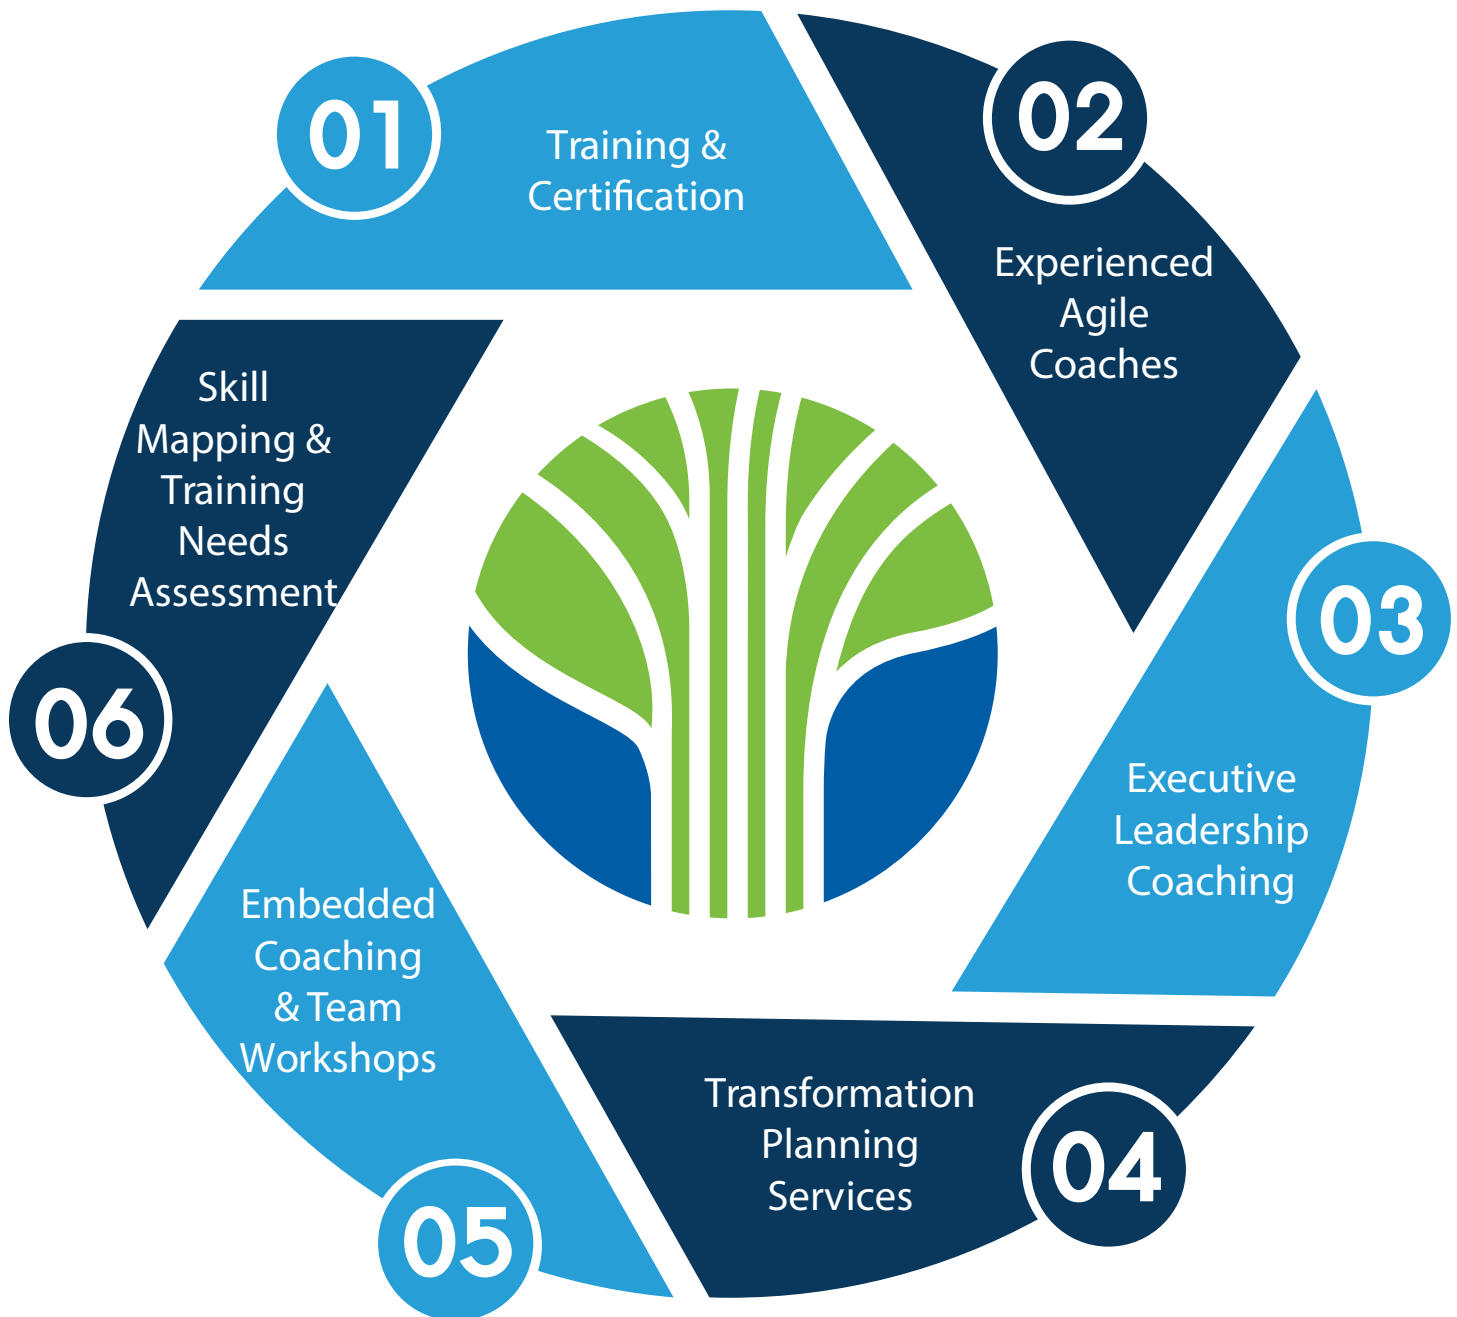 01
Training &
Certification
02
Experienced
Agile
Coaches
03
Executive
Leadership
Coaching
04
Transformation
Planning
Services
05
Embedded
Coaching
& Team
Workshops
06
Skill
Mapping &
Training
Needs
Assessment